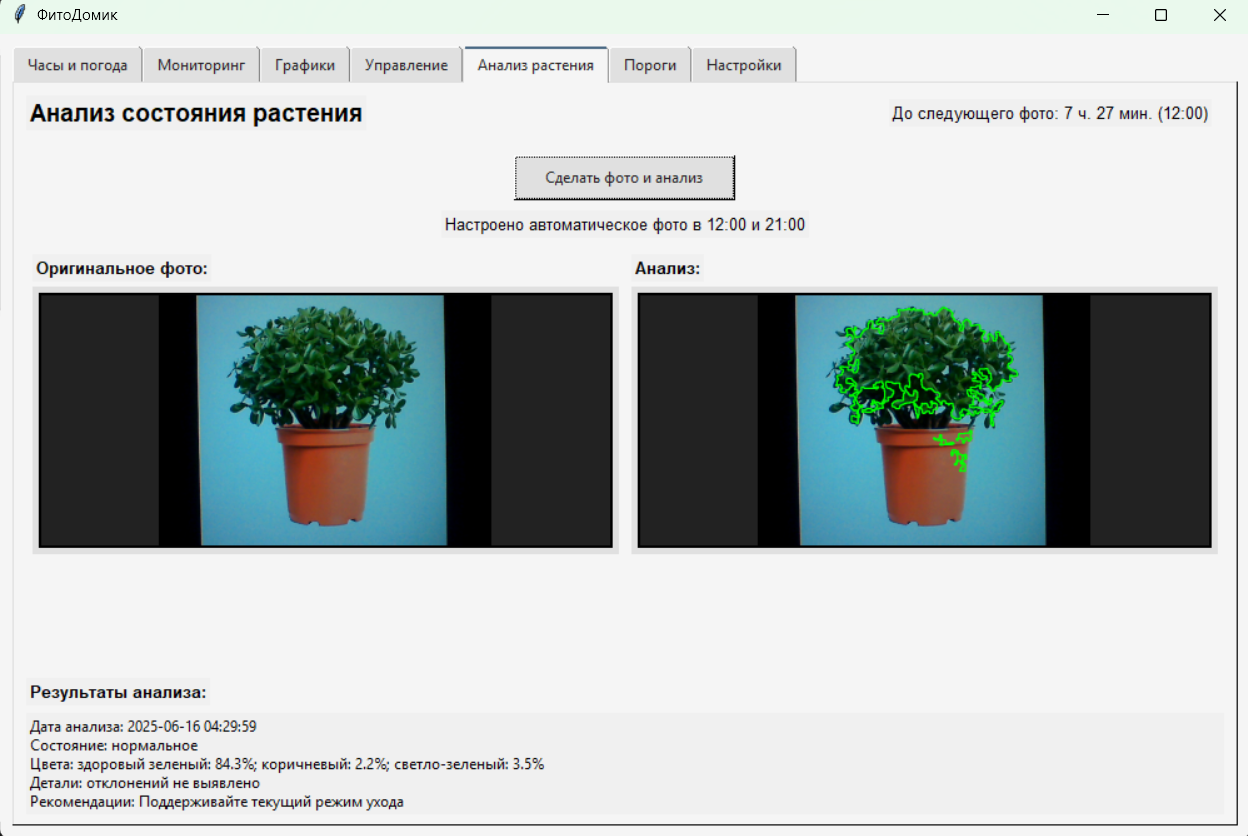 ФитоДомик
Часы и погода Мониторинг Графики Управление Анализ растения Пороги Настройки
Анализ состояния растения До следующего фото: 7 ч. 27 мин. (12:00)
Сделать фото и анализ
Настроено автоматическое фото в 12:00 и 21:00
Оригинальное фото: Анализ:
Результаты анализа:
Дата анализа: 2025-06-16 04:29:59
Состояние: нормальное
Цвета: здоровый зеленый: 84.3%; коричневый: 2.2%; светло-зеленый: 3.5%
Детали: отклонений не выявлено
Рекомендации: Поддерживайте текущий режим ухода